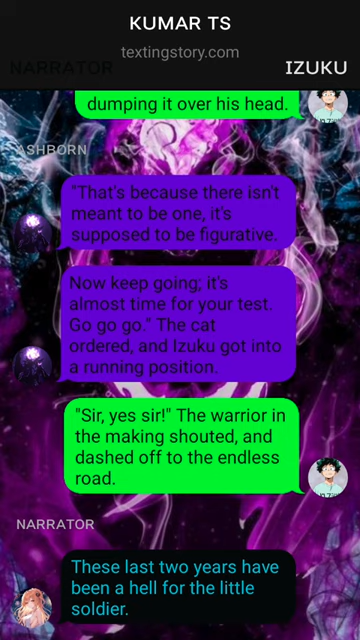 KUMAR TS
textingstory.com
NARRATOR
IZUKU
dumping it over his head.
ASHBORN
"That's because there isn't
meant to be one, it's
supposed to be figurative.
Now keep going; it's
almost time for your test.
Go go go." The cat
ordered, and Izuku got into
a running position.
"Sir, yes sir!" The warrior in
the making shouted, and
dashed off to the endless
road.
NARRATOR
These last two years have
been a hell for the little
soldier.